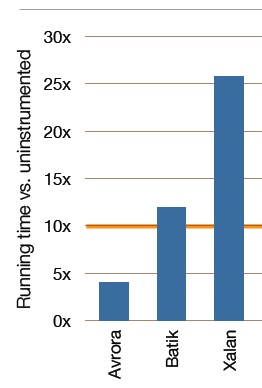 Running time vs. uninstrumented
30x
25x
20x
15x
10x
5x
0x
Avrora
Batik
Xalan